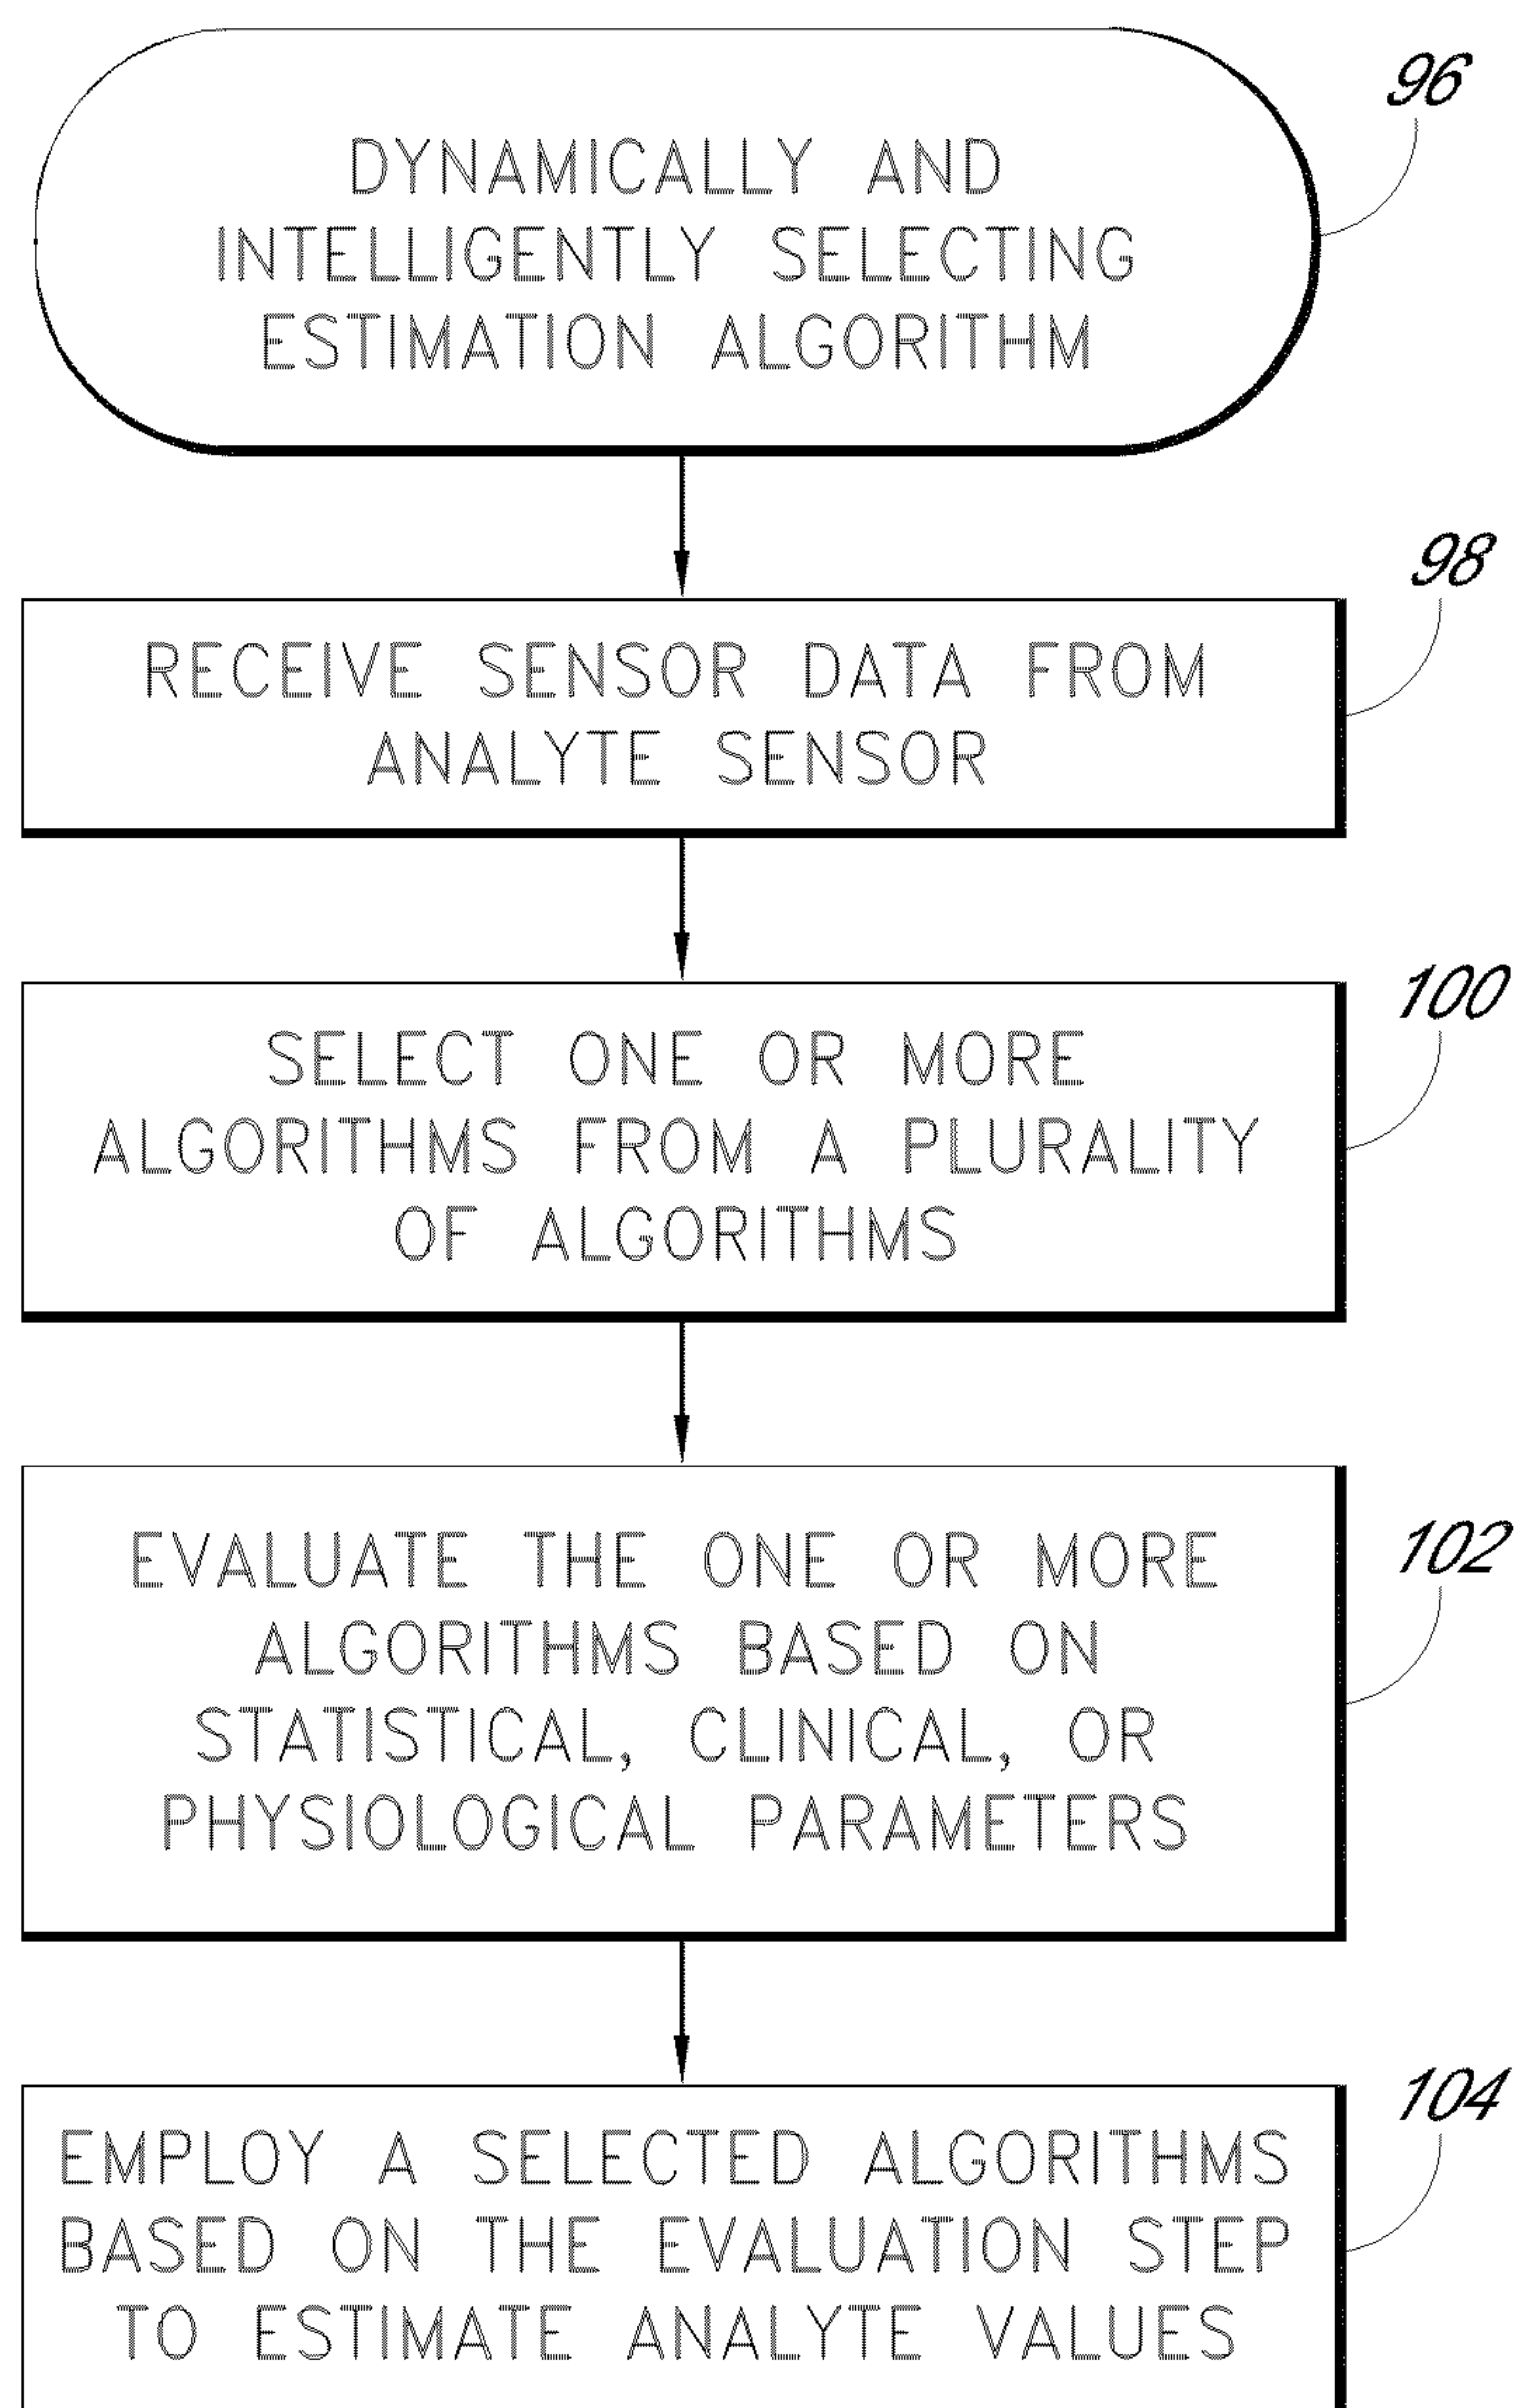 96
DYNAMICALLY AND
INTELLIGENTLY SELECTING
ESTIMATION ALGORITHM
98
RECEIVE SENSOR DATA FROM
ANALYTE SENSOR
100
SELECT ONE OR MORE
ALGORITHMS FROM A PLURALITY
OF ALGORITHMS
102
EVALUATE THE ONE OR MORE
ALGORITHMS BASED ON
STATISTICAL, CLINICAL, OR
PHYSIOLOGICAL PARAMETERS
104
EMPLOY A SELECTED ALGORITHMS
BASED ON THE EVALUATION STEP
TO ESTIMATE ANALYTE VALUES